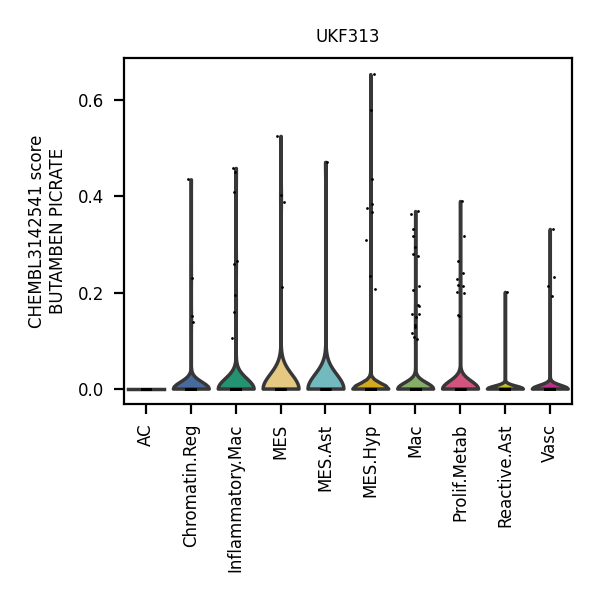 UKF313
CHEMBL3142541 score
BUTAMBEN PICRATE
0.6
0.4
0.2
0.0
AC
Chromatin.Reg
Inflammatory.Mac
MES
MES.Ast
MES.Hyp
Mac
Prolif.Metab
Reactive.Ast
Vasc